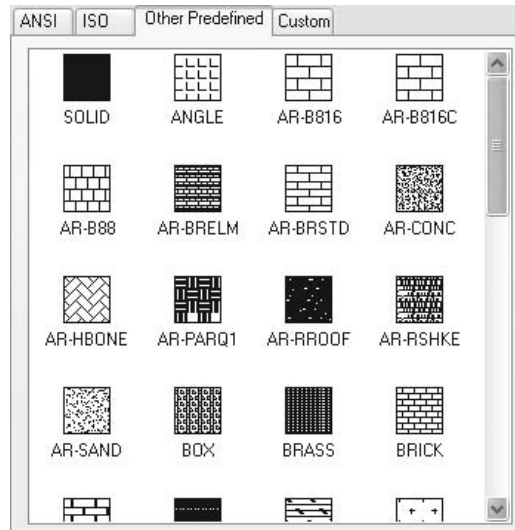 ANSI ISO Other Predefined Custom
SOLID ANGLE AR-B816 AR-B816C
AR-B88 AR-BRELM AR-BRSTD AR-CONC
AR-HBONE AR-PARQ1 AR-RROOF AR-RSHKE
AR-SAND BOX BRASS BRICK